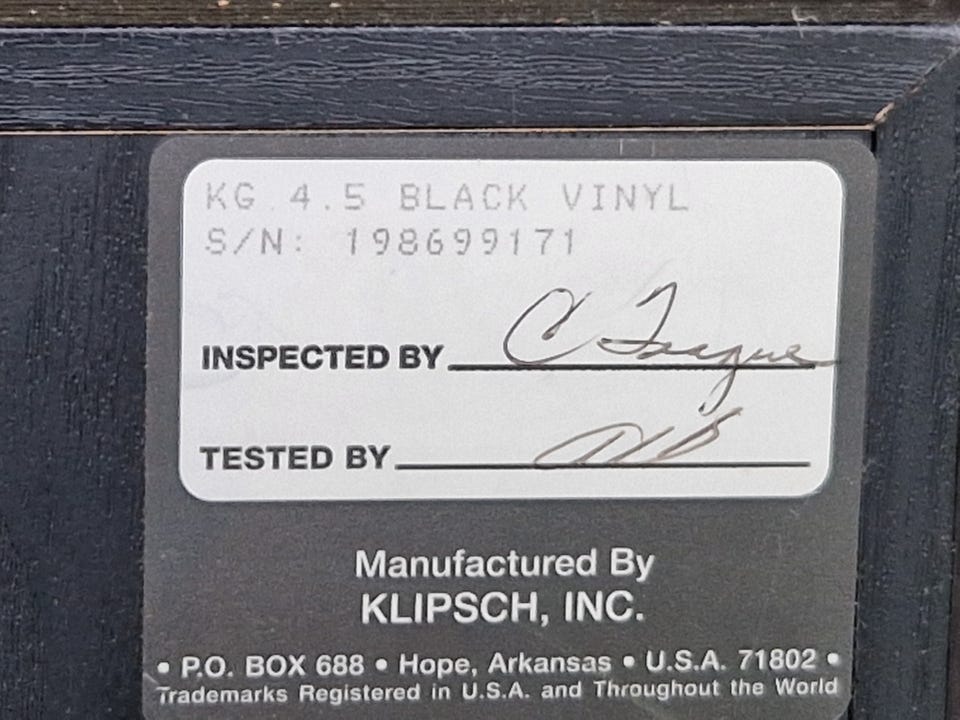 KG 4.5 BLACK VINYL
S/N: 198699171
INSPECTED BY C Teague
TESTED BY
Manufactured By
KLIPSCH, INC.
• P.O. BOX 688 • Hope, Arkansas • U.S.A. 71802 •
Trademarks Registered in U.S.A. and Throughout the World